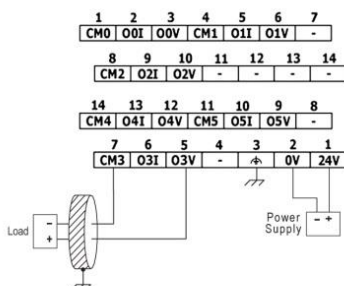 1 2 3 4 5 6 7
CM0 O0I O0V CM1 O1I O1V -
8 9 10 11 12 13 14
CM2 O2I O2V - - - -
14 13 12 11 10 9 8
CM4 O4I O4V CM5 O5I O5V -
7 6 5 4 3 2 1
CM3 O3I O3V - 0V 24V
Load - +
Power Supply - +